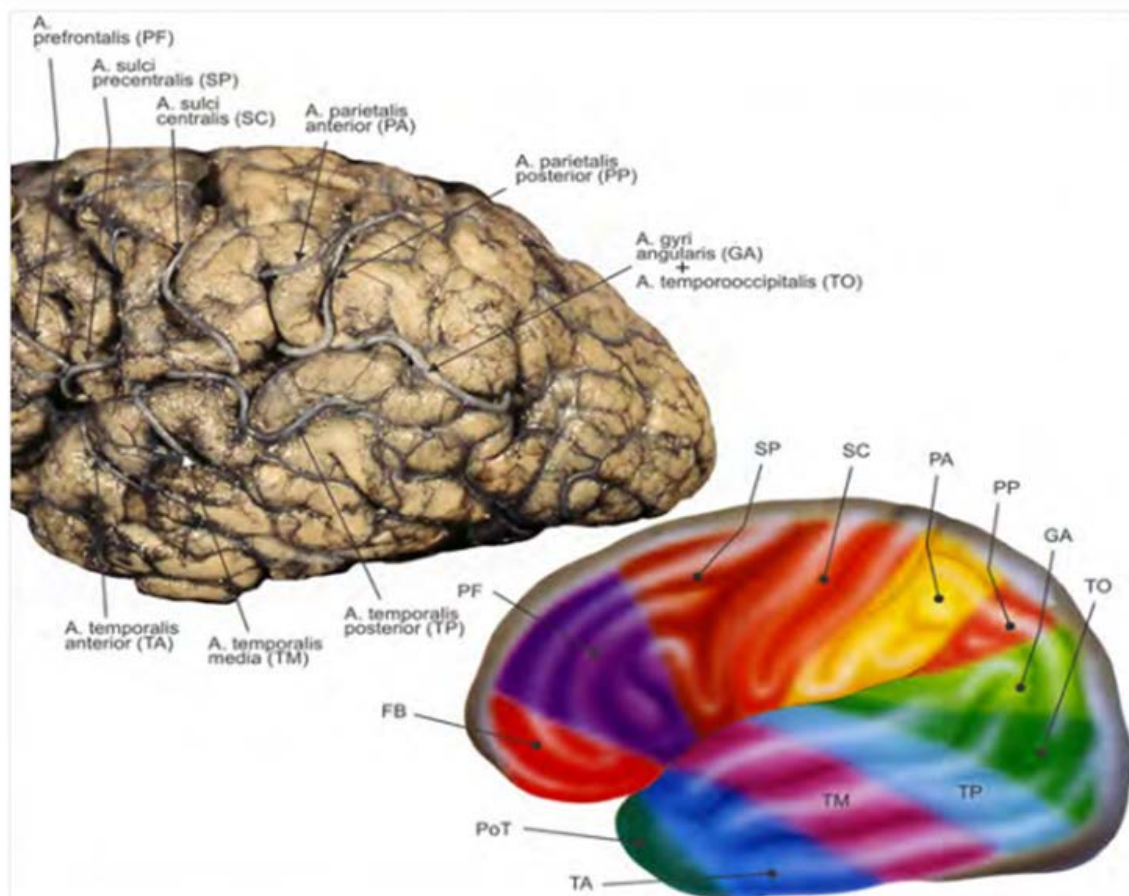 A.
prefrontalis (PF)
A. sulci
precentralis (SP)
A. sulci
centralis (SC)
A. parietalis
anterior (PA)
A. parietalis
posterior (PP)
A. gyri
angularis (GA)
+
A. temporooccipitalis (TO)
A. temporalis
anterior (TA)
A. temporalis
media (TM)
A. temporalis
posterior (TP)
SP
SC
PA
PP
GA
TO
PF
FB
TM
TP
PoT
TA